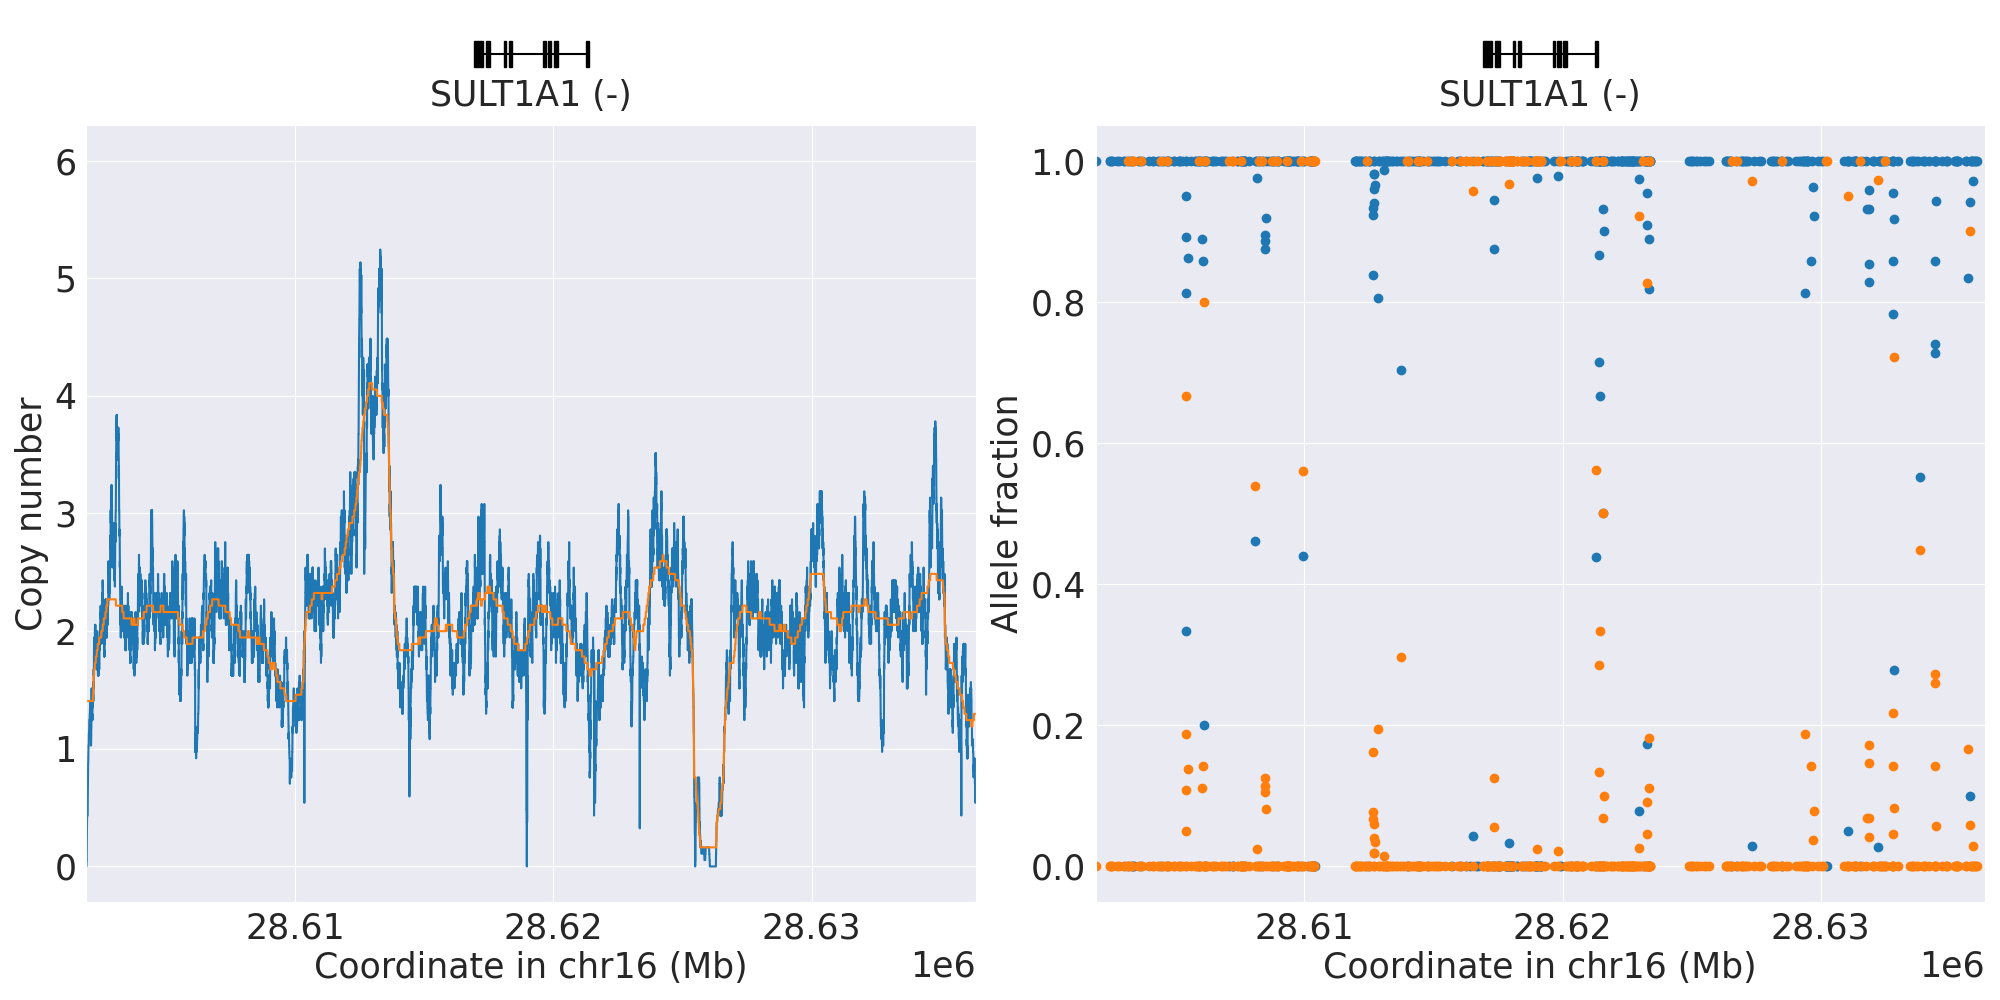 SULT1A1 (-)
6
5
4
3
2
1
0
Copy number
28.61
28.62
28.63
Coordinate in chr16 (Mb)
1e6
SULT1A1 (-)
1.0
0.8
0.6
0.4
0.2
0.0
Allele fraction
28.61
28.62
28.63
Coordinate in chr16 (Mb)
1e6